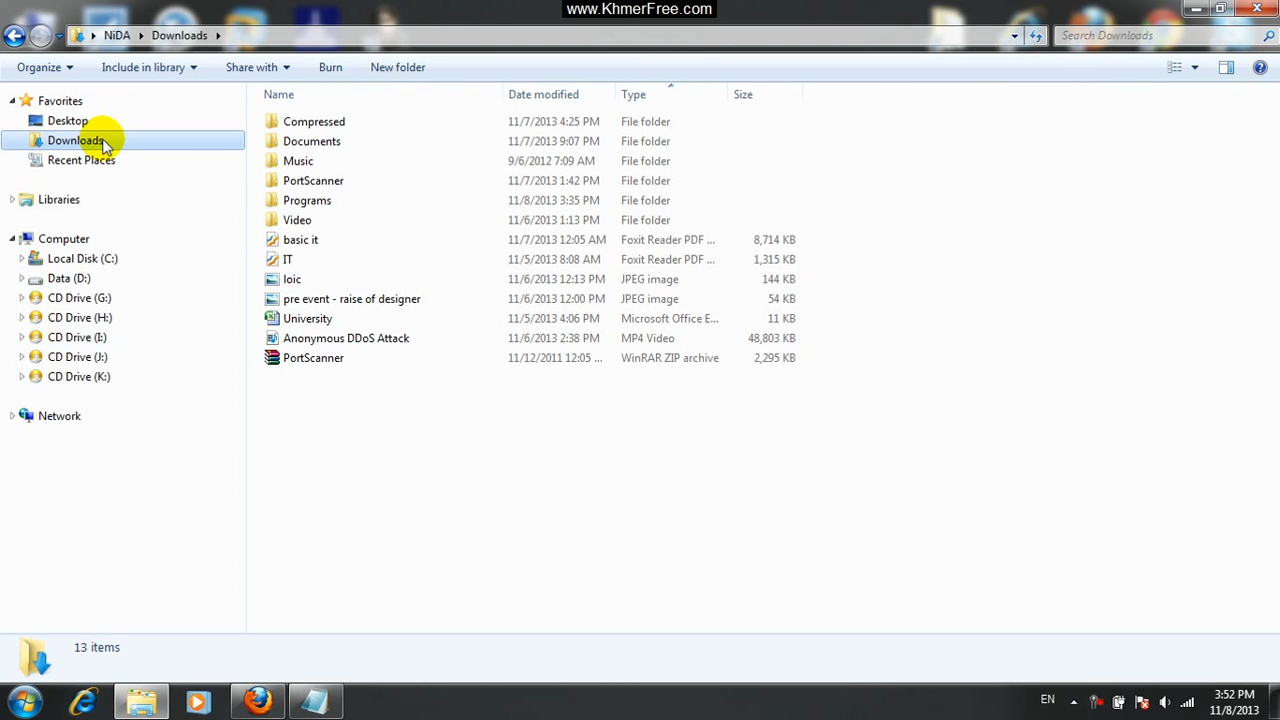 www.KhmerFree.com
NiDA Downloads
Search Downloads
Organize Include in library Share with Burn New folder
Favorites
Desktop
Downloads
Recent Places
Libraries
Computer
Local Disk (C:)
Data (D:)
CD Drive (G:)
CD Drive (H:)
CD Drive (I:)
CD Drive (J:)
CD Drive (K:)
Network
Name Date modified Type Size
Compressed 11/7/2013 4:25 PM File folder
Documents 11/7/2013 9:07 PM File folder
Music 9/6/2012 7:09 AM File folder
PortScanner 11/7/2013 1:42 PM File folder
Programs 11/8/2013 3:35 PM File folder
Video 11/6/2013 1:13 PM File folder
basic it 11/7/2013 12:05 AM Foxit Reader PDF ... 8,714 KB
IT 11/5/2013 8:08 AM Foxit Reader PDF ... 1,315 KB
loic 11/6/2013 12:13 PM JPEG image 144 KB
pre event - raise of designer 11/6/2013 12:00 PM JPEG image 54 KB
University 11/5/2013 4:06 PM Microsoft Office E... 11 KB
Anonymous DDoS Attack 11/6/2013 2:38 PM MP4 Video 48,803 KB
PortScanner 11/12/2011 12:05 ... WinRAR ZIP archive 2,295 KB
13 items
EN
3:52 PM
11/8/2013